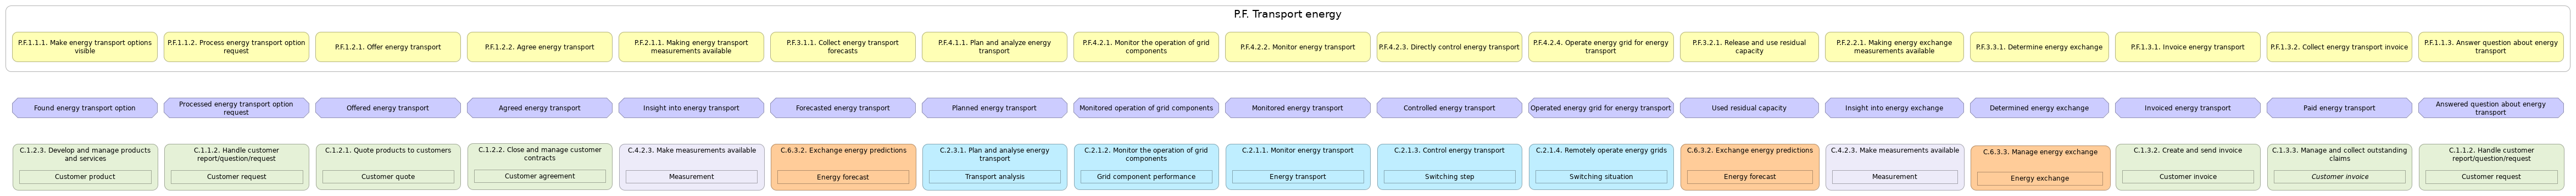 P.F. Transport energy
P.F.1.1.1. Make energy transport options
visible
P.F.1.1.2. Process energy transport option
request
P.F.1.2.1. Offer energy transport
P.F.1.2.2. Agree energy transport
P.F.2.1.1. Making energy transport
measurements available
P.F.3.1.1. Collect energy transport
forecasts
P.F.4.1.1. Plan and analyze energy
transport
P.F.4.2.1. Monitor the operation of grid
components
P.F.4.2.2. Monitor energy transport
P.F.4.2.3. Directly control energy transport
P.F.4.2.4. Operate energy grid for energy
transport
P.F.3.2.1. Release and use residual
capacity
P.F.2.2.1. Making energy exchange
measurements available
P.F.3.3.1. Determine energy exchange
P.F.1.3.1. Invoice energy transport
P.F.1.3.2. Collect energy transport invoice
P.F.1.1.3. Answer question about energy
transport
Found energy transport option
Processed energy transport option
request
Offered energy transport
Agreed energy transport
Insight into energy transport
Forecasted energy transport
Planned energy transport
Monitored operation of grid components
Monitored energy transport
Controlled energy transport
Operated energy grid for energy transport
Used residual capacity
Insight into energy exchange
Determined energy exchange
Invoiced energy transport
Paid energy transport
Answered question about energy
transport
C.1.2.3. Develop and manage products
and services
Customer product
C.1.1.2. Handle customer
report/question/request
Customer request
C.1.2.1. Quote products to customers
Customer quote
C.1.2.2. Close and manage customer
contracts
Customer agreement
C.4.2.3. Make measurements available
Measurement
C.6.3.2. Exchange energy predictions
Energy forecast
C.2.3.1. Plan and analyse energy
transport
Transport analysis
C.2.1.2. Monitor the operation of grid
components
Grid component performance
C.2.1.1. Monitor energy transport
Energy transport
C.2.1.3. Control energy transport
Switching step
C.2.1.4. Remotely operate energy grids
Switching situation
C.6.3.2. Exchange energy predictions
Energy forecast
C.4.2.3. Make measurements available
Measurement
C.6.3.3. Manage energy exchange
Energy exchange
C.1.3.2. Create and send invoice
Customer invoice
C.1.3.3. Manage and collect outstanding
claims
Customer invoice
C.1.1.2. Handle customer
report/question/request
Customer request